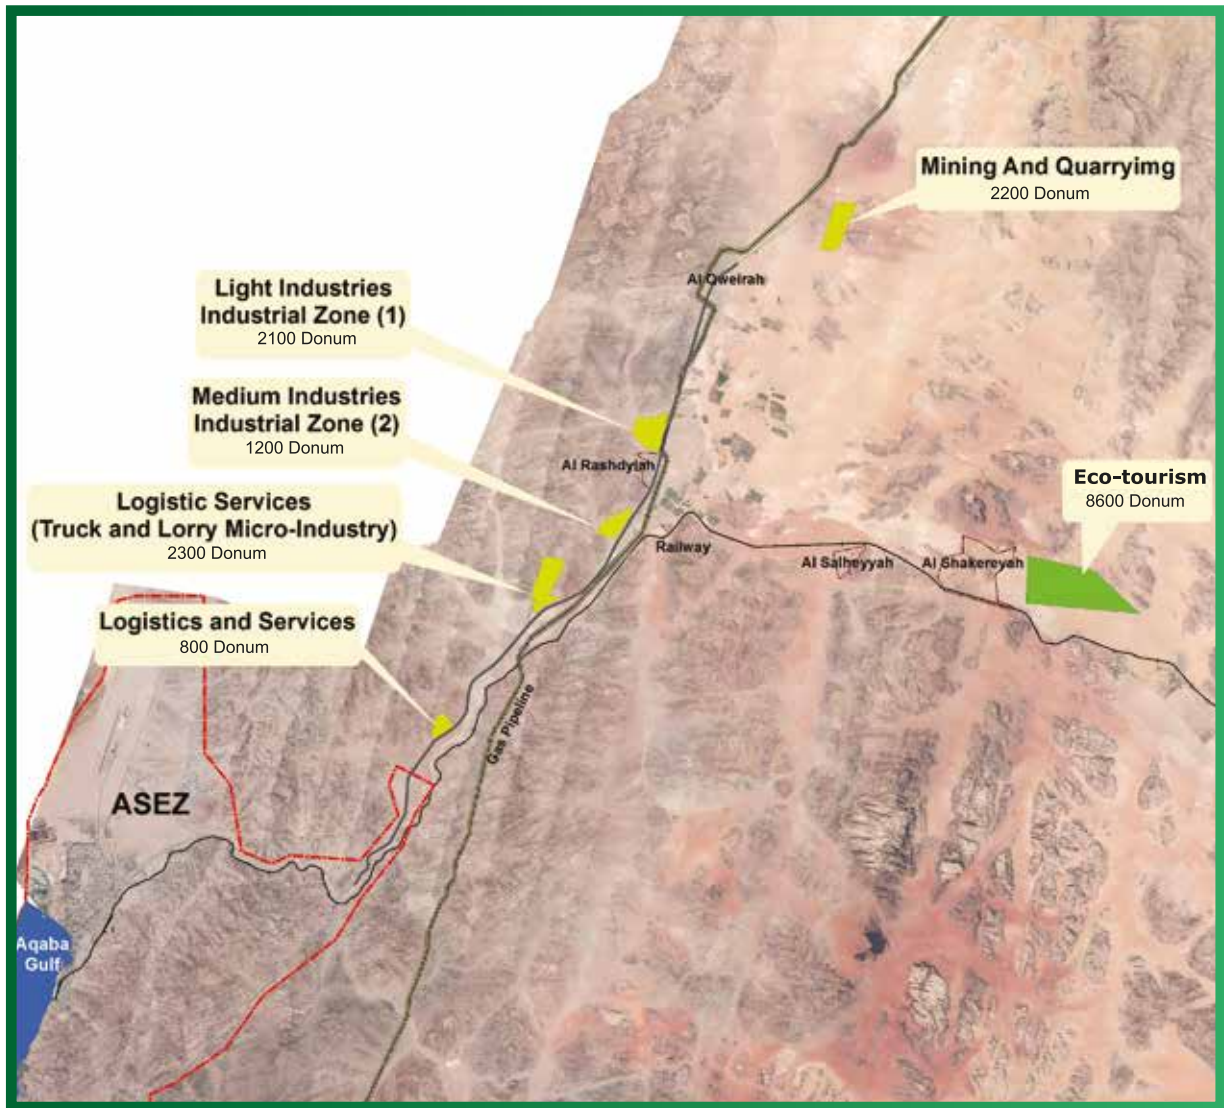 Mining And Quarryimg
2200 Donum
Al Qweirah
Light Industries
Industrial Zone (1)
2100 Donum
Medium Industries
Industrial Zone (2)
1200 Donum
Al Rashdyiah
Eco-tourism
8600 Donum
Logistic Services
(Truck and Lorry Micro-Industry)
2300 Donum
Railway
Al Salheyyah
Al Shakereyah
Logistics and Services
800 Donum
Gas Pipeline
ASEZ
Aqaba
Gulf